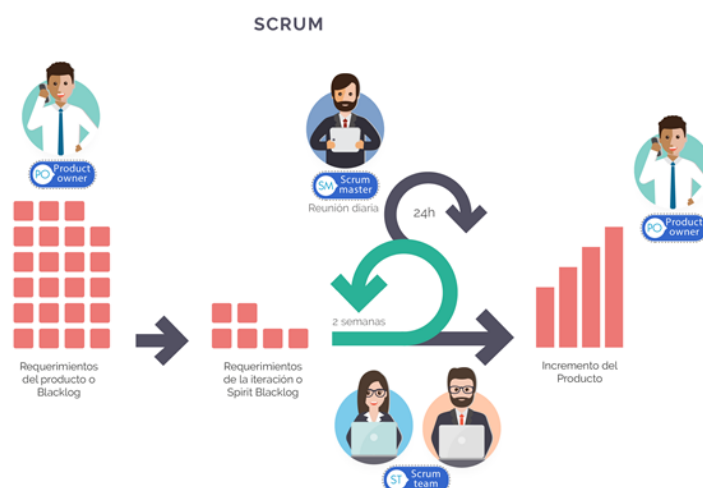 SCRUM
PO Product
owner
SM Scrum
master
Reunión diaria
24h
PO Product
owner
2 semanas
Requerimientos
del producto o
Blacklog
Requerimientos
de la iteración o
Spirit Blacklog
Incremento del
Producto
ST Scrum
team